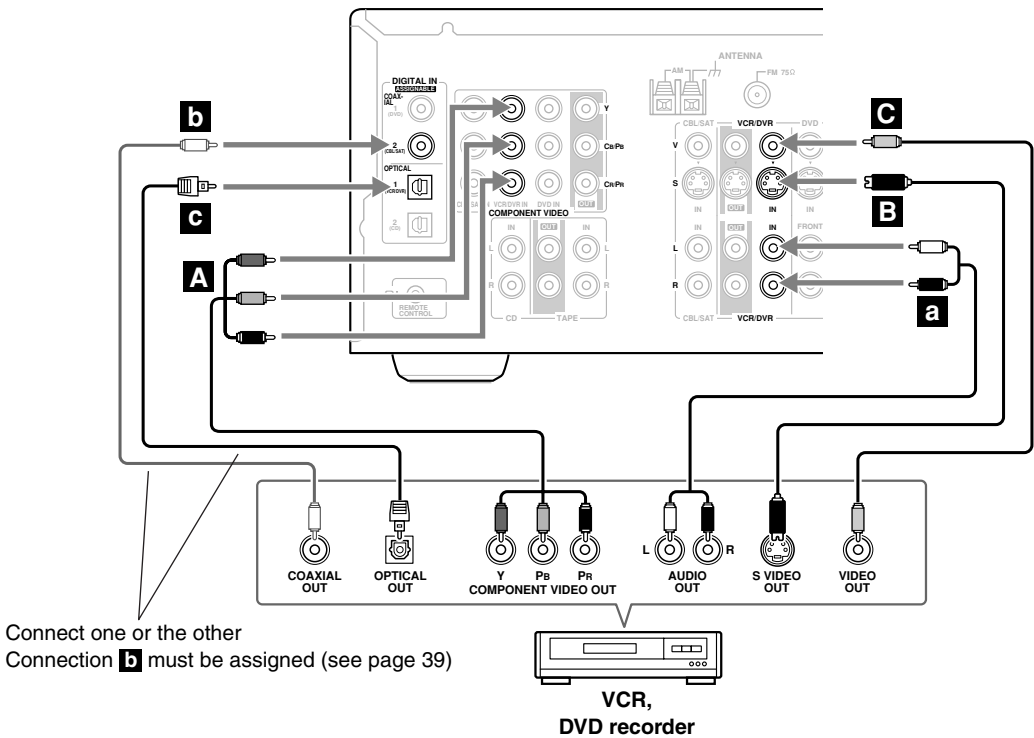 ANTENNA
AM
FM 75Ω
DIGITAL IN
ASSIGNABLE
COAX-
IAL
1
(DVD)
2
(CBL/SAT)
OPTICAL
1
(VCR/DVR)
2
(CD)
Y
CB/PB
CR/PR
VCR/DVR IN
DVD IN
OUT
COMPONENT VIDEO
IN
OUT
IN
L
L
R
R
CD
TAPE
REMOTE
CONTROL
CBL/SAT
VCR/DVR
DVD
V
S
IN
OUT
IN
IN
IN
OUT
IN
FRONT
L
R
CBL/SAT
VCR/DVR
b
c
A
C
B
a
COAXIAL
OUT
OPTICAL
OUT
Y
PB
PR
COMPONENT VIDEO OUT
L
R
AUDIO
OUT
S VIDEO
OUT
VIDEO
OUT
Connect one or the other
Connection b must be assigned (see page 39)
VCR,
DVD recorder